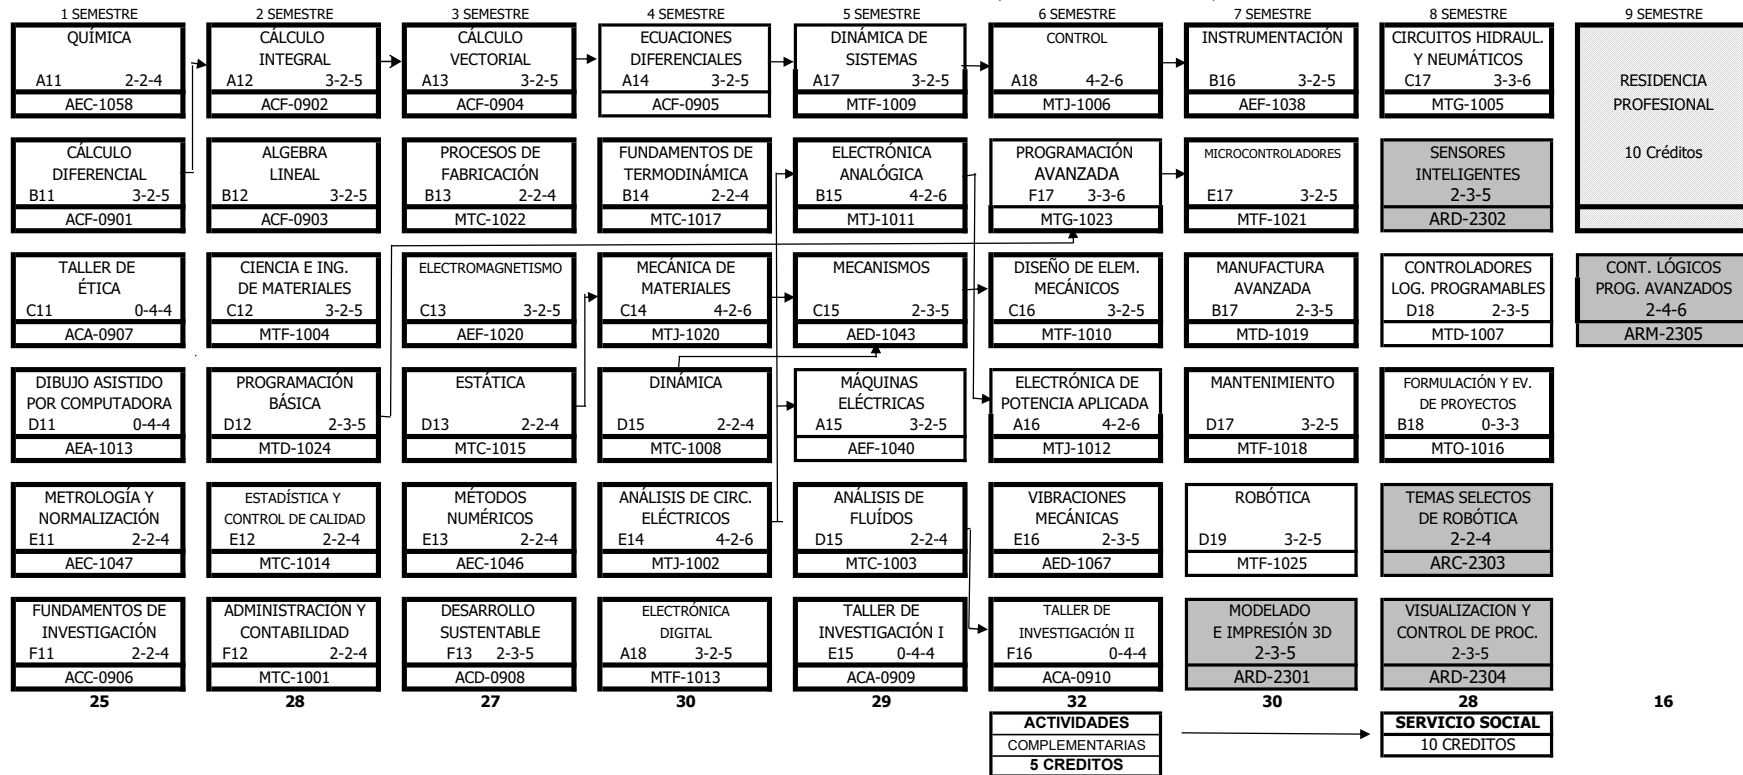 1 SEMESTRE
QUÍMICA
A11 2-2-4
AEC-1058
CÁLCULO
DIFERENCIAL
B11 3-2-5
ACF-0901
TALLER DE
ÉTICA
C11 0-4-4
ACA-0907
DIBUJO ASISTIDO
POR COMPUTADORA
D11 0-4-4
AEA-1013
METROLOGÍA Y
NORMALIZACIÓN
E11 2-2-4
AEC-1047
FUNDAMENTOS DE
INVESTIGACIÓN
F11 2-2-4
ACC-0906
25
2 SEMESTRE
CÁLCULO
INTEGRAL
A12 3-2-5
ACF-0902
ALGEBRA
LINEAL
B12 3-2-5
ACF-0903
CIENCIA E ING.
DE MATERIALES
C12 3-2-5
MTF-1004
PROGRAMACIÓN
BÁSICA
D12 2-3-5
MTD-1024
ESTADÍSTICA Y
CONTROL DE CALIDAD
E12 2-2-4
MTC-1014
ADMINISTRACIÓN Y
CONTABILIDAD
F12 2-2-4
MTC-1001
28
3 SEMESTRE
CÁLCULO
VECTORIAL
A13 3-2-5
ACF-0904
PROCESOS DE
FABRICACIÓN
B13 2-2-4
MTC-1022
ELECTROMAGNETISMO
C13 3-2-5
AEF-1020
ESTÁTICA
D13 2-2-4
MTC-1015
MÉTODOS
NUMÉRICOS
E13 2-2-4
AEC-1046
DESARROLLO
SUSTENTABLE
F13 2-3-5
ACD-0908
27
4 SEMESTRE
ECUACIONES
DIFERENCIALES
A14 3-2-5
ACF-0905
FUNDAMENTOS DE
TERMODINÁMICA
B14 2-2-4
MTC-1017
MECÁNICA DE
MATERIALES
C14 4-2-6
MTJ-1020
DINÁMICA
D15 2-2-4
MTC-1008
ANÁLISIS DE CIRC.
ELÉCTRICOS
E14 4-2-6
MTJ-1002
ELECTRÓNICA
DIGITAL
A18 3-2-5
MTF-1013
30
5 SEMESTRE
DINÁMICA DE
SISTEMAS
A17 3-2-5
MTF-1009
ELECTRÓNICA
ANALÓGICA
B15 4-2-6
MTJ-1011
MECANISMOS
C15 2-3-5
AED-1043
MÁQUINAS
ELÉCTRICAS
A15 3-2-5
AEF-1040
ANÁLISIS DE
FLUÍDOS
D15 2-2-4
MTC-1003
TALLER DE
INVESTIGACIÓN I
E15 0-4-4
ACA-0909
29
6 SEMESTRE
CONTROL
A18 4-2-6
MTJ-1006
PROGRAMACIÓN
AVANZADA
F17 3-3-6
MTG-1023
DISEÑO DE ELEM.
MECÁNICOS
C16 3-2-5
MTF-1010
ELECTRÓNICA DE
POTENCIA APLICADA
A16 4-2-6
MTJ-1012
VIBRACIONES
MECÁNICAS
E16 2-3-5
AED-1067
TALLER DE
INVESTIGACIÓN II
F16 0-4-4
ACA-0910
32
ACTIVIDADES
COMPLEMENTARIAS
5 CREDITOS
7 SEMESTRE
INSTRUMENTACIÓN
B16 3-2-5
AEF-1038
MICROCONTROLADORES
E17 3-2-5
MTF-1021
MANUFACTURA
AVANZADA
B17 2-3-5
MTD-1019
MANTENIMIENTO
D17 3-2-5
MTF-1018
ROBÓTICA
D19 3-2-5
MTF-1025
MODELADO
E IMPRESIÓN 3D
2-3-5
ARD-2301
30
8 SEMESTRE
CIRCUITOS HIDRAUL.
Y NEUMÁTICOS
C17 3-3-6
MTG-1005
SENSORES
INTELIGENTES
2-3-5
ARD-2302
CONTROLADORES
LOG. PROGRAMABLES
D18 2-3-5
MTD-1007
FORMULACIÓN Y EV.
DE PROYECTOS
B18 0-3-3
MTO-1016
TEMAS SELECTOS
DE ROBÓTICA
2-2-4
ARC-2303
VISUALIZACION Y
CONTROL DE PROC.
2-3-5
ARD-2304
28
SERVICIO SOCIAL
10 CREDITOS
9 SEMESTRE
RESIDENCIA
PROFESIONAL
10 Créditos
CONT. LÓGICOS
PROG. AVANZADOS
2-4-6
ARM-2305
16